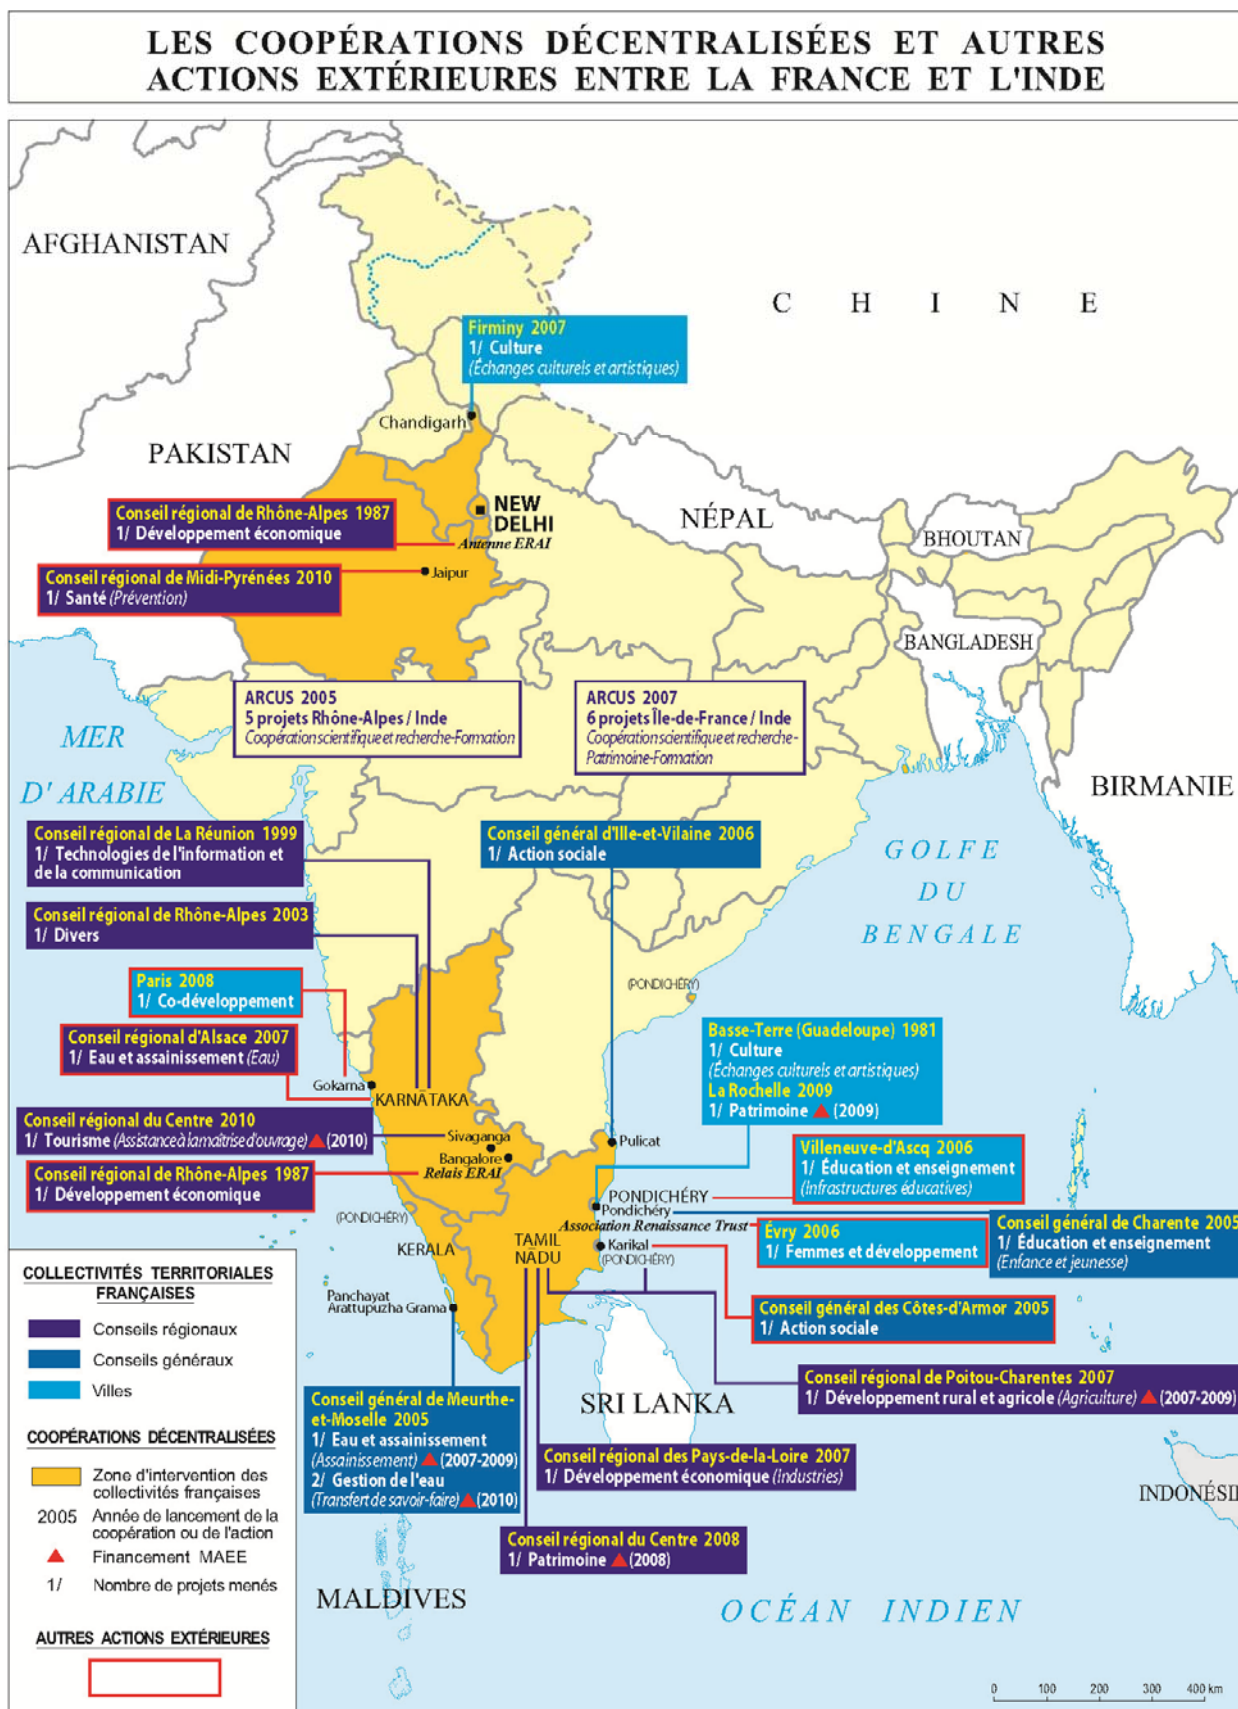 LES COOPÉRATIONS DÉCENTRALISÉES ET AUTRES
ACTIONS EXTÉRIEURES ENTRE LA FRANCE ET L'INDE
AFGHANISTAN
CHINE
Firminy 2007
1/ Culture
(Échanges culturels et artistiques)
Chandigarh
PAKISTAN
Conseil régional de Rhône-Alpes 1987
1/ Développement économique
NEW
DELHI
Antenne ERAI
NÉPAL
BHOUTAN
Conseil régional de Midi-Pyrénées 2010
1/ Santé (Prévention)
Jaipur
BANGLADESH
ARCUS 2005
5 projets Rhône-Alpes / Inde
Coopération scientifique et recherche-Formation
ARCUS 2007
6 projets Île-de-France / Inde
Coopération scientifique et recherche-
Patrimoine-Formation
MER
D'ARABIE
BIRMANIE
Conseil régional de La Réunion 1999
1/ Technologies de l'information et
de la communication
Conseil général d'Ille-et-Vilaine 2006
1/ Action sociale
GOLFE
DU
BENGALE
Conseil régional de Rhône-Alpes 2003
1/ Divers
Paris 2008
1/ Co-développement
(PONDICHÉRY)
Conseil régional d'Alsace 2007
1/ Eau et assainissement (Eau)
Basse-Terre (Guadeloupe) 1981
1/ Culture
(Échanges culturels et artistiques)
La Rochelle 2009
1/ Patrimoine ▲ (2009)
Gokarna
KARNĀTAKA
Conseil régional du Centre 2010
1/ Tourisme (Assistance à la maîtrise d'ouvrage) ▲ (2010)
Sivaganga
Bangalore
Relais ERAI
Pulicat
Conseil régional de Rhône-Alpes 1987
1/ Développement économique
Villeneuve-d'Ascq 2006
1/ Éducation et enseignement
(Infrastructures éducatives)
PONDICHÉRY
Pondichéry
Association Renaissance Trust
(PONDICHÉRY)
KERALA
TAMIL
NĀDU
Karikal
(PONDICHÉRY)
Évry 2006
1/ Femmes et développement
Conseil général de Charente 2005
1/ Éducation et enseignement
(Enfance et jeunesse)
Panchayat
Arattupuzha Grama
Conseil général des Côtes-d'Armor 2005
1/ Action sociale
Conseil régional de Poitou-Charentes 2007
1/ Développement rural et agricole (Agriculture) ▲ (2007-2009)
SRI LANKA
Conseil général de Meurthe-
et-Moselle 2005
1/ Eau et assainissement
(Assainissement) ▲ (2007-2009)
2/ Gestion de l'eau
(Transfert de savoir-faire) ▲ (2010)
Conseil régional des Pays-de-la-Loire 2007
1/ Développement économique (Industries)
INDONÉSIE
Conseil régional du Centre 2008
1/ Patrimoine ▲ (2008)
MALDIVES
OCÉAN INDIEN
COLLECTIVITÉS TERRITORIALES
FRANÇAISES
Conseils régionaux
Conseils généraux
Villes
COOPÉRATIONS DÉCENTRALISÉES
Zone d'intervention des
collectivités françaises
2005 Année de lancement de la
coopération ou de l'action
▲ Financement MAEE
1/ Nombre de projets menés
AUTRES ACTIONS EXTÉRIEURES
0 100 200 300 400 km